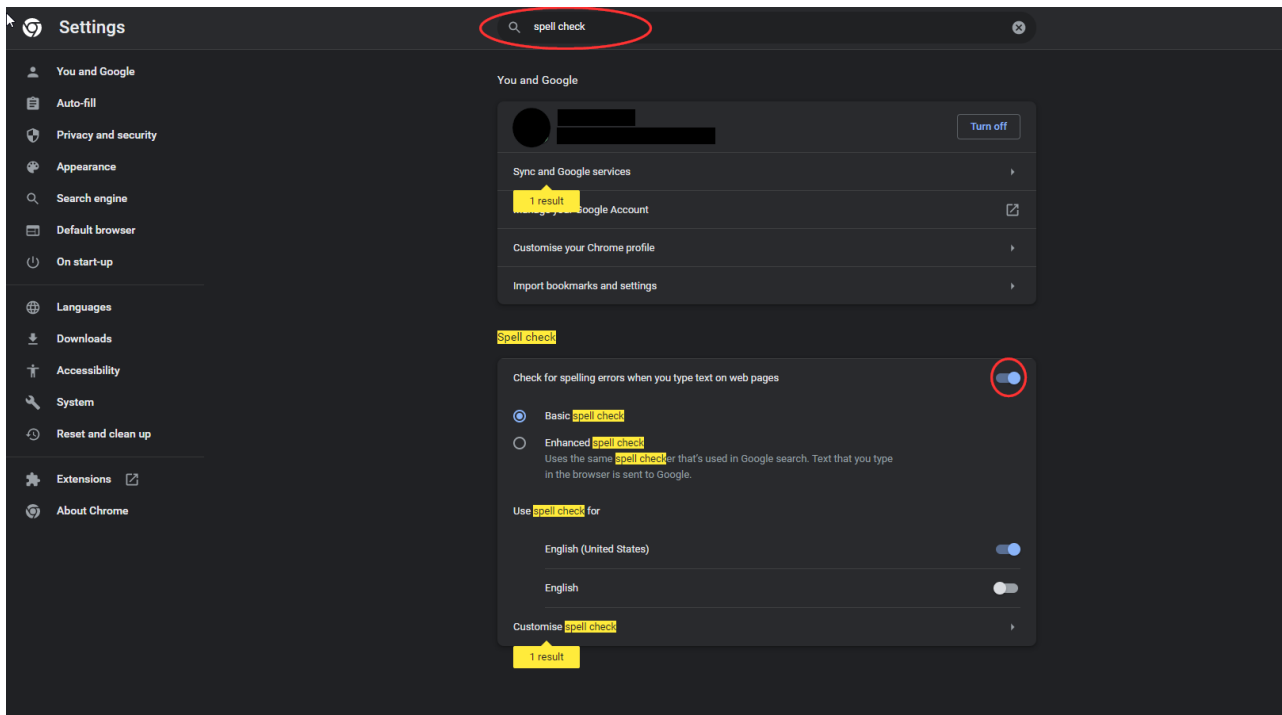 Settings
spell check
You and Google
Auto-fill
Privacy and security
Appearance
Search engine
Default browser
On start-up
Languages
Downloads
Accessibility
System
Reset and clean up
Extensions
About Chrome
You and Google
Turn off
Sync and Google services
1 result
Google Account
Customise your Chrome profile
Import bookmarks and settings
Spell check
Check for spelling errors when you type text on web pages
Basic spell check
Enhanced spell check
Uses the same spell checker that's used in Google search. Text that you type
in the browser is sent to Google.
Use spell check for
English (United States)
English
Customise spell check
1 result